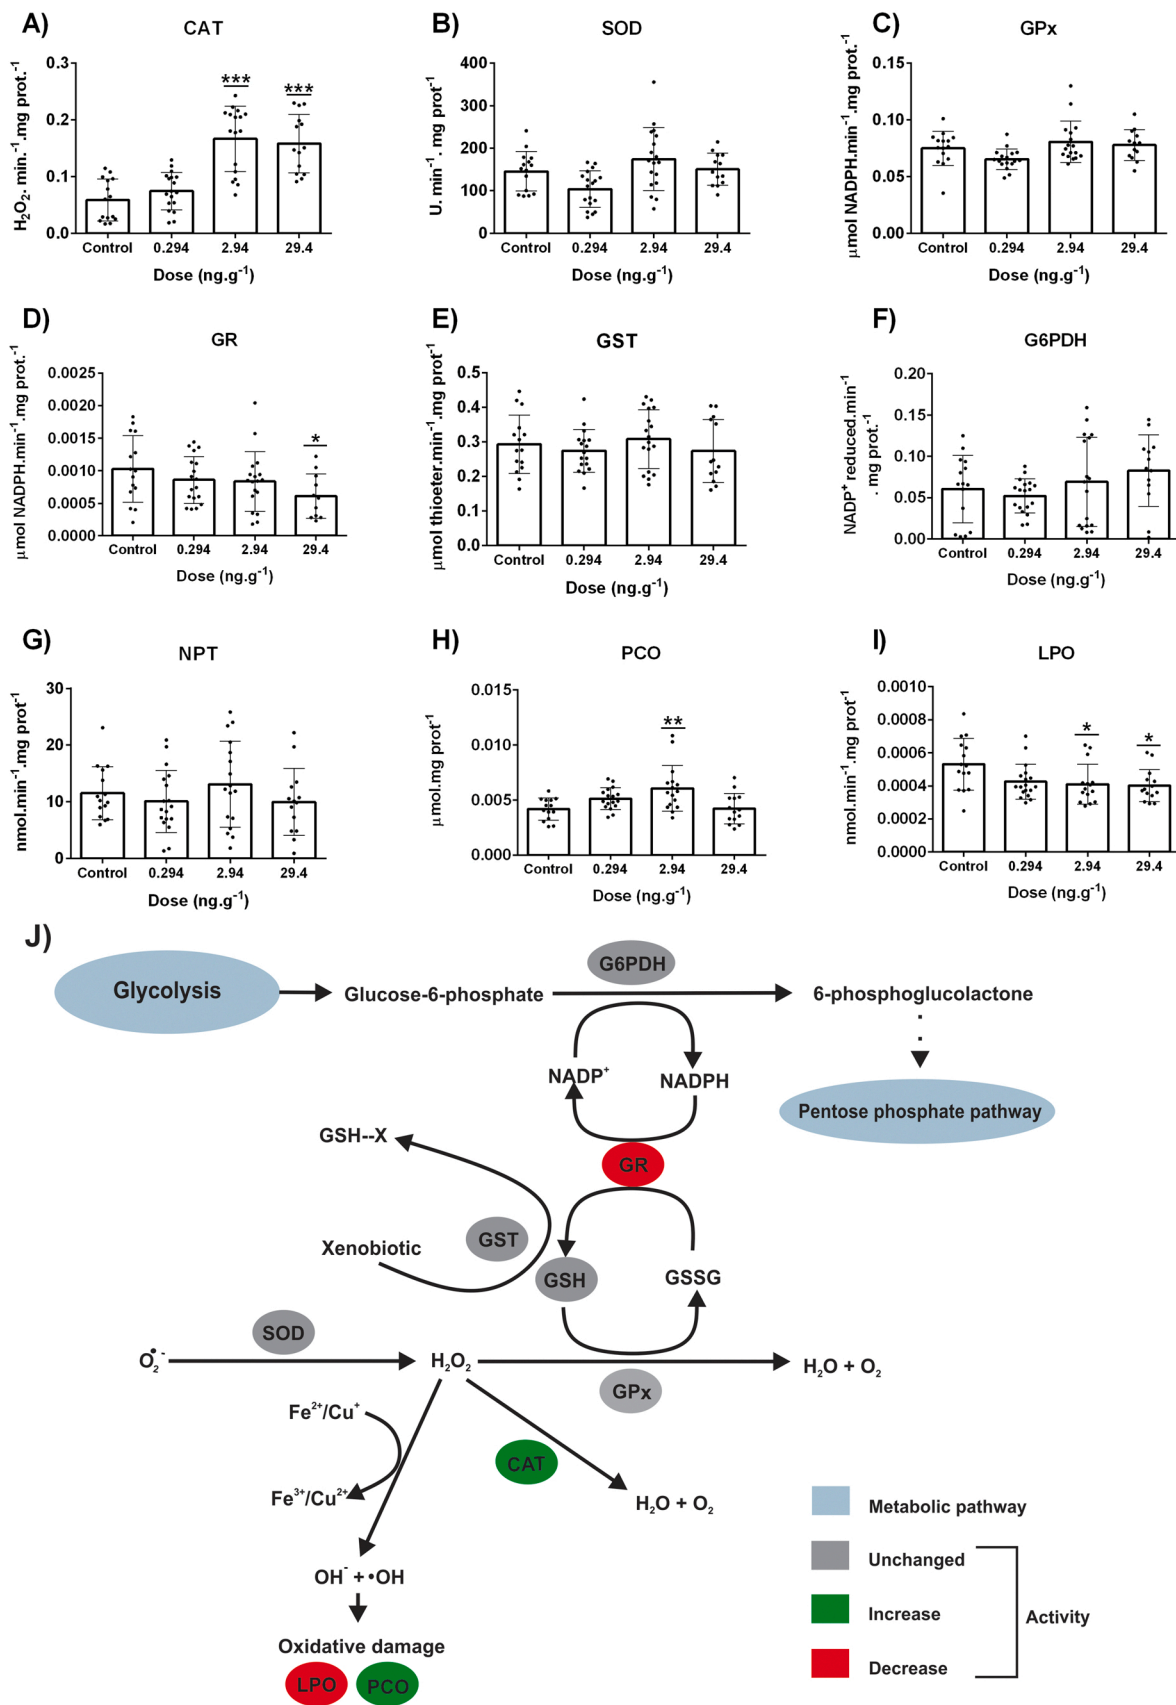 A)
CAT
H₂O₂. min⁻¹.mg prot.⁻¹
0.3
0.2
0.1
0.0
***
***
Control 0.294 2.94 29.4
Dose (ng.g⁻¹)
B)
SOD
U. min⁻¹. mg prot⁻¹
400
300
200
100
0
Control 0.294 2.94 29.4
Dose (ng.g⁻¹)
C)
GPx
µmol NADPH.min⁻¹.mg prot⁻¹
0.15
0.10
0.05
0.00
Control 0.294 2.94 29.4
Dose (ng.g⁻¹)
D)
GR
µmol NADPH.min⁻¹.mg prot.⁻¹
0.0025
0.0020
0.0015
0.0010
0.0005
0.0000
*
Control 0.294 2.94 29.4
Dose (ng.g⁻¹)
E)
GST
µmol thioeter.min⁻¹.mg prot⁻¹
0.5
0.4
0.3
0.2
0.1
0.0
Control 0.294 2.94 29.4
Dose (ng.g⁻¹)
F)
G6PDH
NADP⁺ reduced.min⁻¹
. mg prot.⁻¹
0.20
0.15
0.10
0.05
0.00
Control 0.294 2.94 29.4
Dose (ng.g⁻¹)
G)
NPT
nmol.min⁻¹.mg prot⁻¹
30
20
10
0
Control 0.294 2.94 29.4
Dose (ng.g⁻¹)
H)
PCO
µmol.mg prot⁻¹
0.015
0.010
0.005
0.000
**
Control 0.294 2.94 29.4
Dose (ng.g⁻¹)
I)
LPO
nmol.min⁻¹.mg prot⁻¹
0.0010
0.0008
0.0006
0.0004
0.0002
0.0000
*
*
Control 0.294 2.94 29.4
Dose (ng.g⁻¹)
J)
G6PDH
Glycolysis
Glucose-6-phosphate
6-phosphoglucolactone
NADP⁺
NADPH
Pentose phosphate pathway
GSH--X
GR
Xenobiotic
GST
GSH
GSSG
SOD
O₂•⁻
H₂O₂
H₂O + O₂
GPx
Fe²⁺/Cu⁺
CAT
Fe³⁺/Cu²⁺
H₂O + O₂
OH⁻ + •OH
Oxidative damage
LPO
PCO
Metabolic pathway
Unchanged
Increase
Activity
Decrease